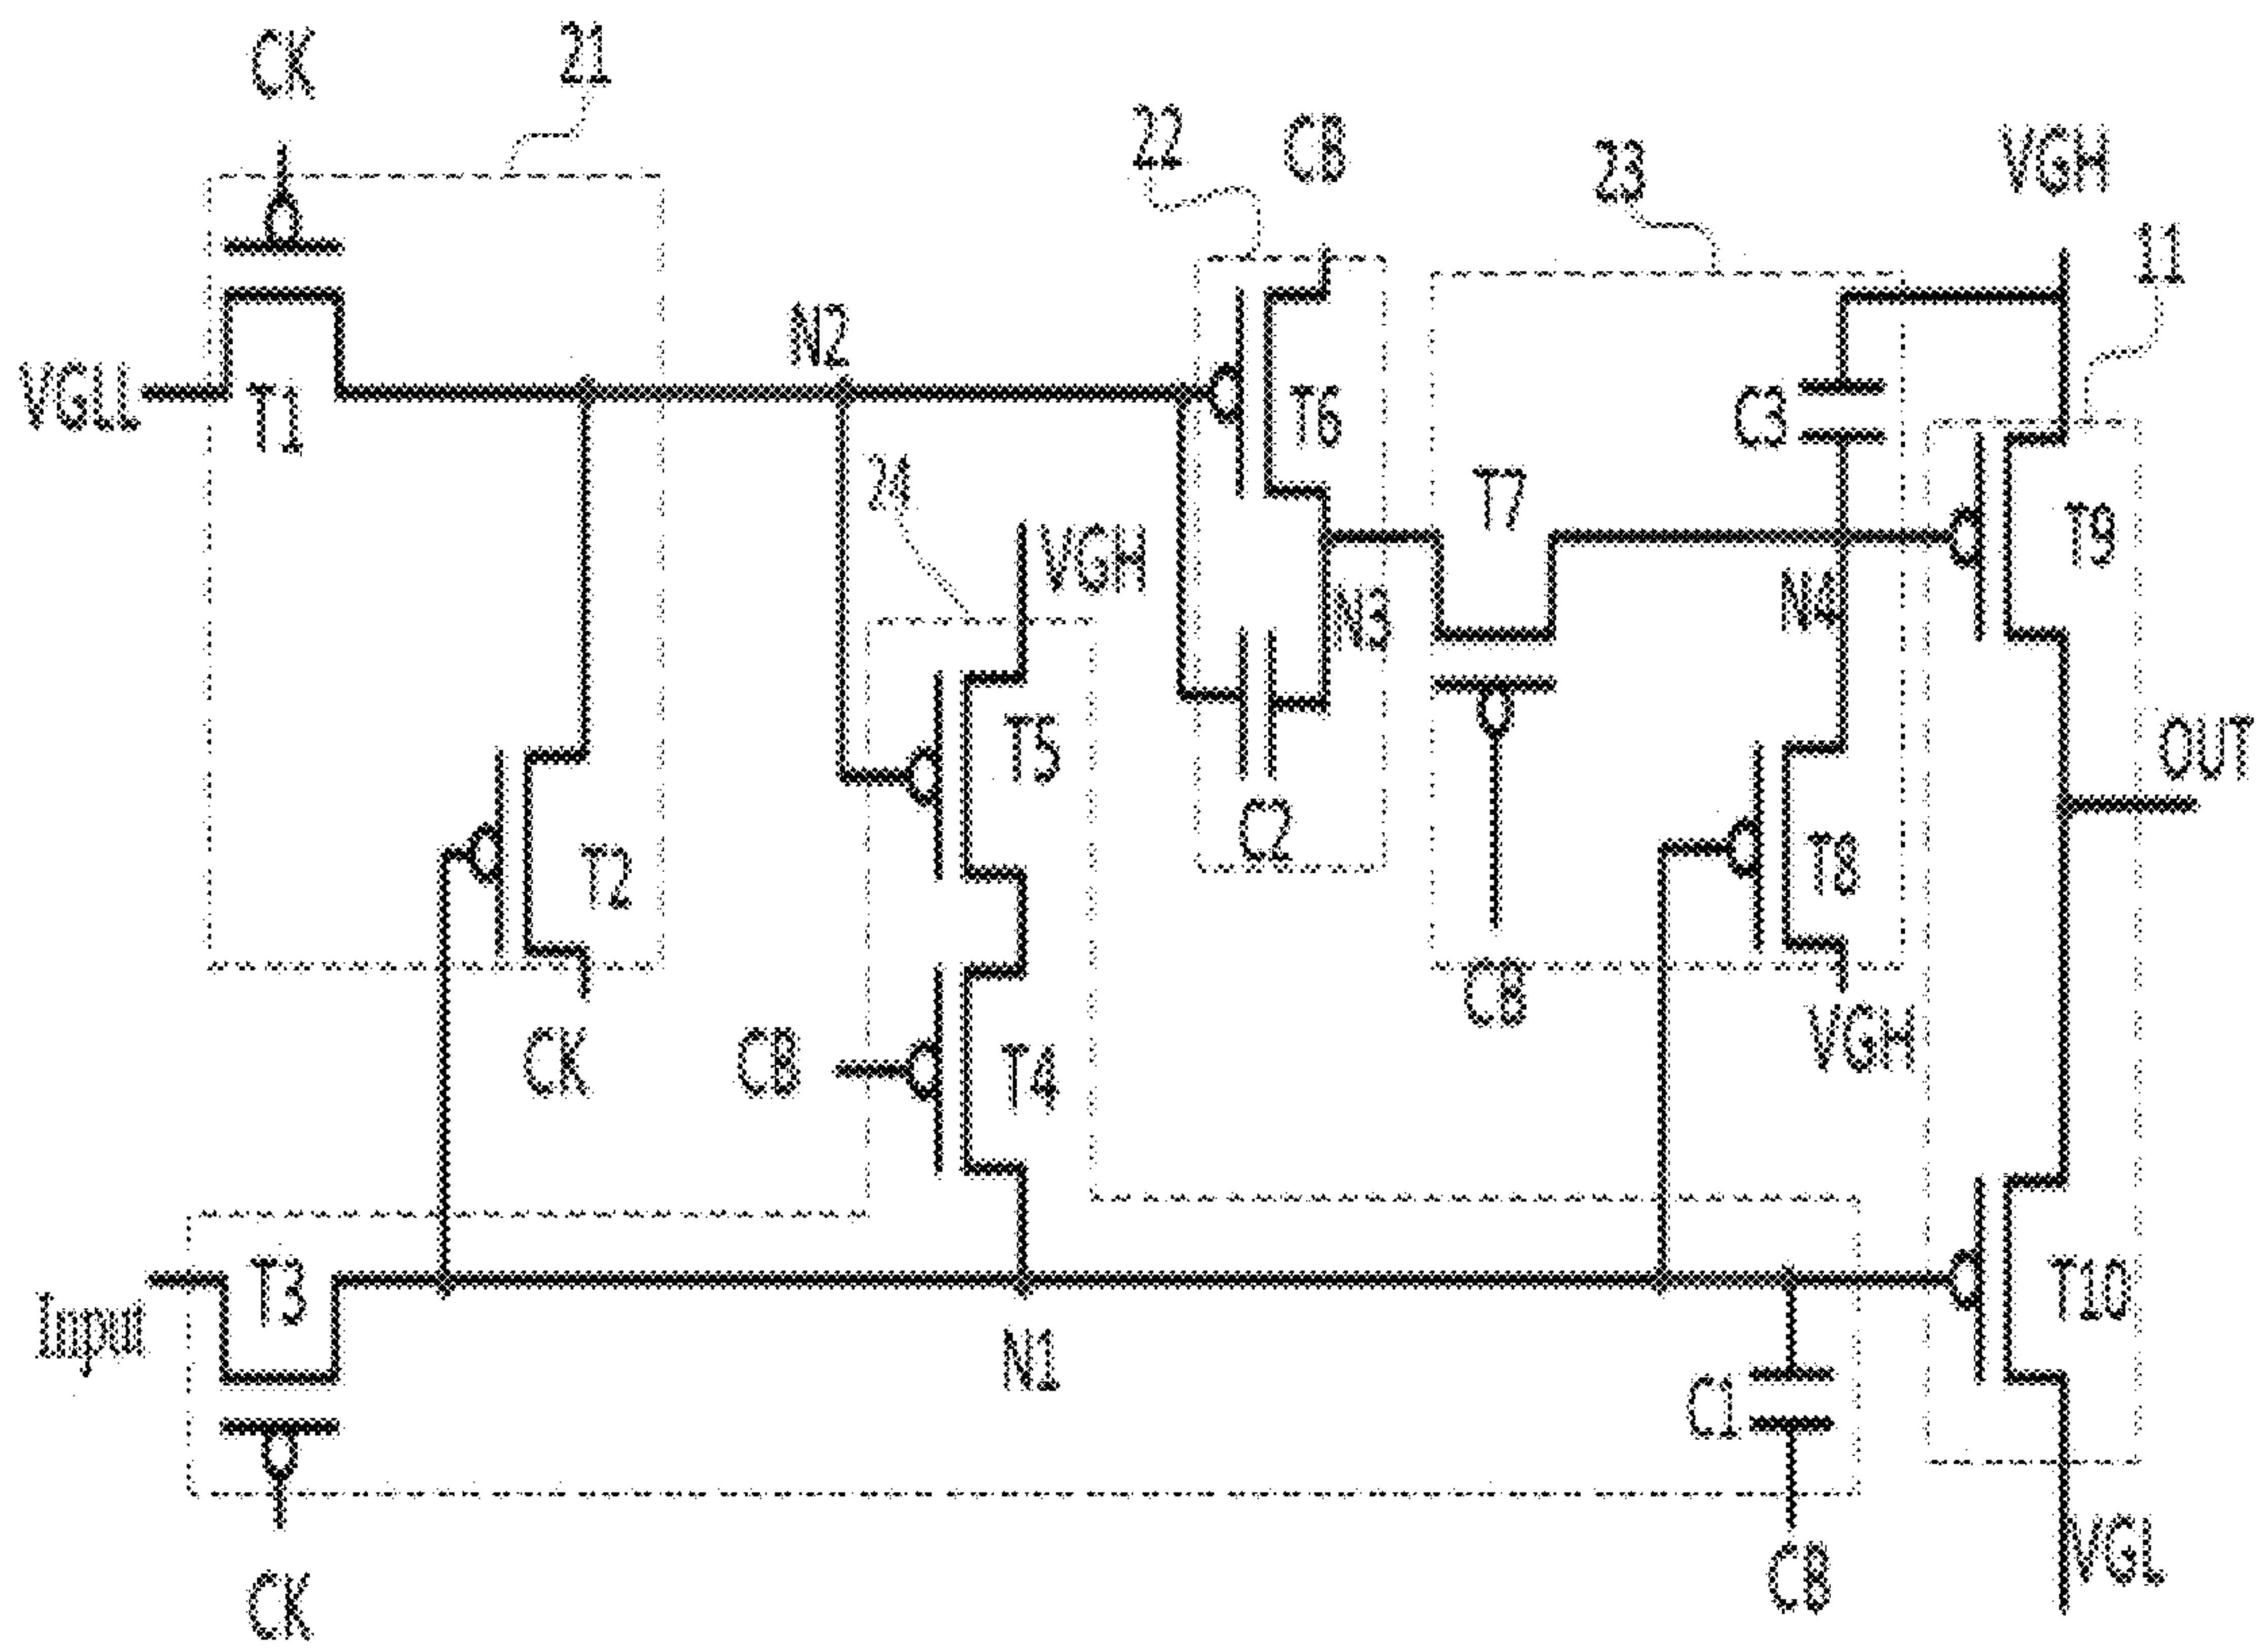 CK
21
22
CB
23
VGH
11
N2
VGLL
T1
T6
C3
24
T7
T9
VGH
N3
N4
T5
OUT
C2
T2
T8
CB
VGH
CK
CB
T4
T3
Input
T10
N1
C1
VGL
CB
CK